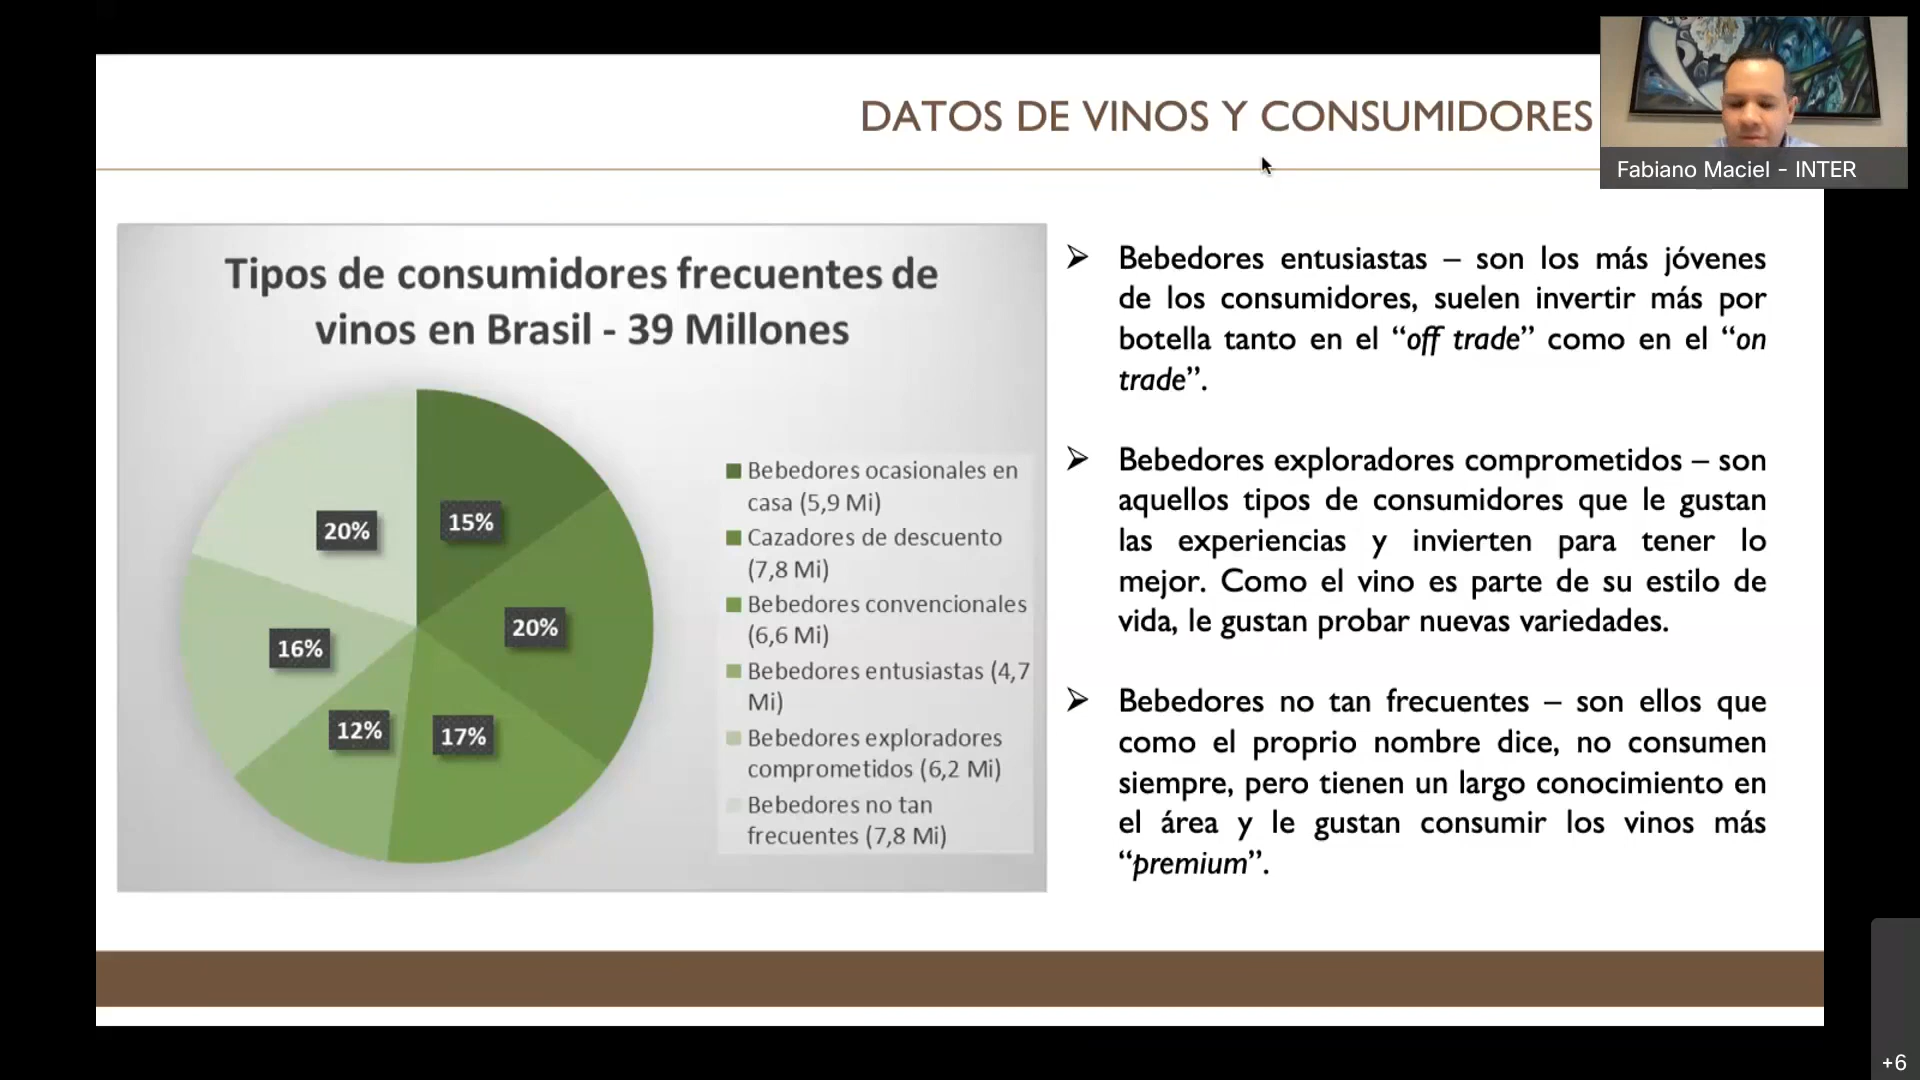 DATOS DE VINOS Y CONSUMIDORES
Fabiano Maciel - INTER
Tipos de consumidores frecuentes de
vinos en Brasil - 39 Millones
20%
15%
20%
16%
12%
17%
Bebedores ocasionales en
casa (5,9 Mi)
Cazadores de descuento
(7,8 Mi)
Bebedores convencionales
(6,6 Mi)
Bebedores entusiastas (4,7
Mi)
Bebedores exploradores
comprometidos (6,2 Mi)
Bebedores no tan
frecuentes (7,8 Mi)
➢ Bebedores entusiastas – son los más jóvenes
de los consumidores, suelen invertir más por
botella tanto en el “off trade” como en el “on
trade”.
➢ Bebedores exploradores comprometidos – son
aquellos tipos de consumidores que le gustan
las experiencias y invierten para tener lo
mejor. Como el vino es parte de su estilo de
vida, le gustan probar nuevas variedades.
➢ Bebedores no tan frecuentes – son ellos que
como el proprio nombre dice, no consumen
siempre, pero tienen un largo conocimiento en
el área y le gustan consumir los vinos más
“premium”.
+6